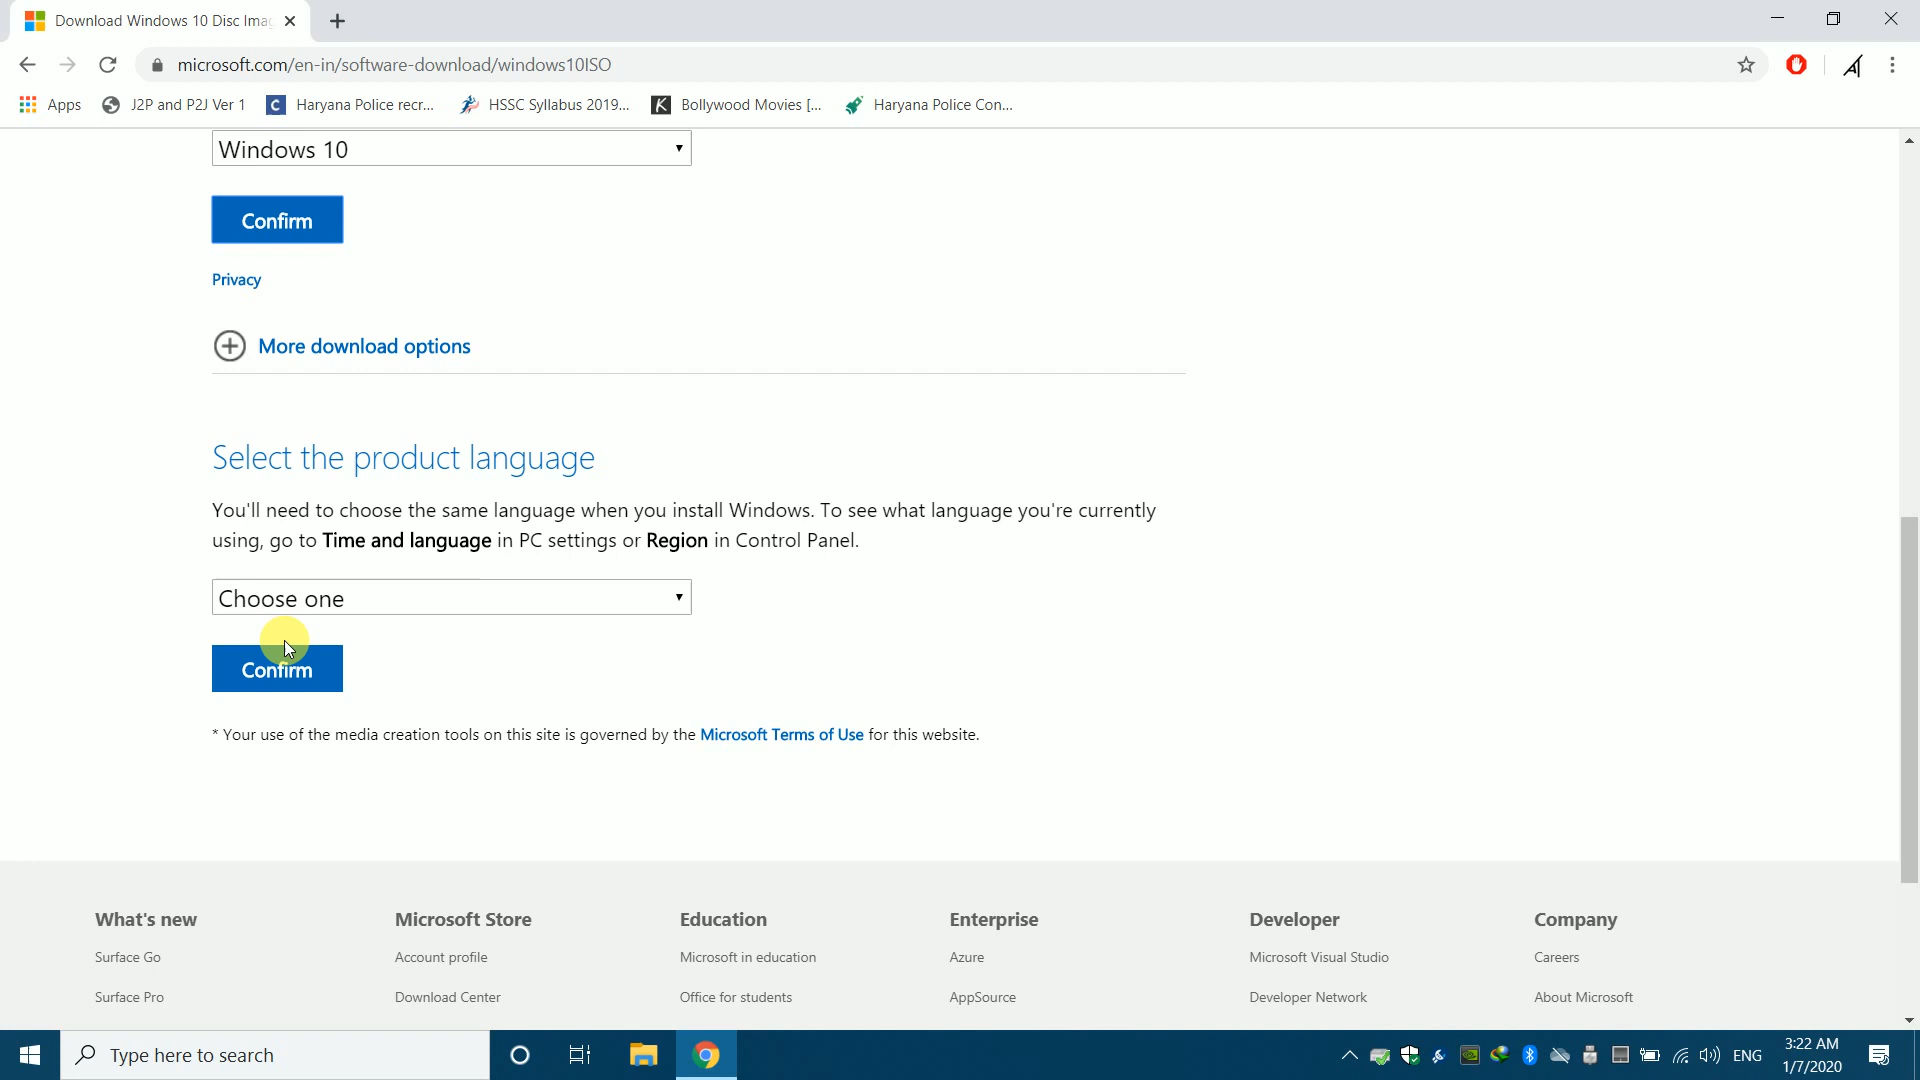 Download Windows 10 Disc Ima
microsoft.com/en-in/software-download/windows10ISO
Apps J2P and P2J Ver 1 Haryana Police recr... HSSC Syllabus 2019... Bollywood Movies [... Haryana Police Con...
Windows 10
Confirm
Privacy
More download options
Select the product language
You'll need to choose the same language when you install Windows. To see what language you're currently
using, go to Time and language in PC settings or Region in Control Panel.
Choose one
Confirm
* Your use of the media creation tools on this site is governed by the Microsoft Terms of Use for this website.
What's new Microsoft Store Education Enterprise Developer Company
Surface Go Account profile Microsoft in education Azure Microsoft Visual Studio Careers
Surface Pro Download Center Office for students AppSource Developer Network About Microsoft
Type here to search ENG 3:22 AM
1/7/2020